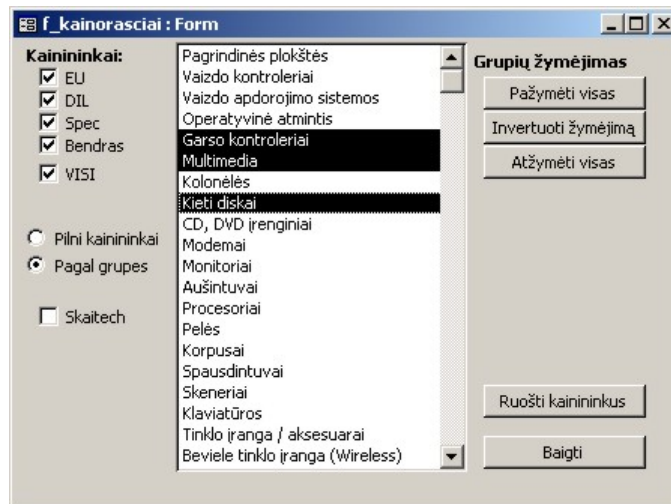 f_kainorasciai : Form
Kainininkai:
EU
DIL
Spec
Bendras
VISI
Pilni kainininkai
Pagal grupes
Skaitech
Pagrindinės plokštės
Vaizdo kontroleriai
Vaizdo apdorojimo sistemos
Operatyvinė atmintis
Garso kontroleriai
Multimedia
Kolonėlės
Kieti diskai
CD, DVD įrenginiai
Modemai
Monitoriai
Aušintuvai
Procesoriai
Pelės
Korpusai
Spausdintuvai
Skeneriai
Klaviatūros
Tinklo įranga / aksesuarai
Bevielė tinklo įranga (Wireless)
Grupių žymėjimas
Pažymėti visas
Invertuoti žymėjimą
Atžymėti visas
Ruošti kainininkus
Baigti